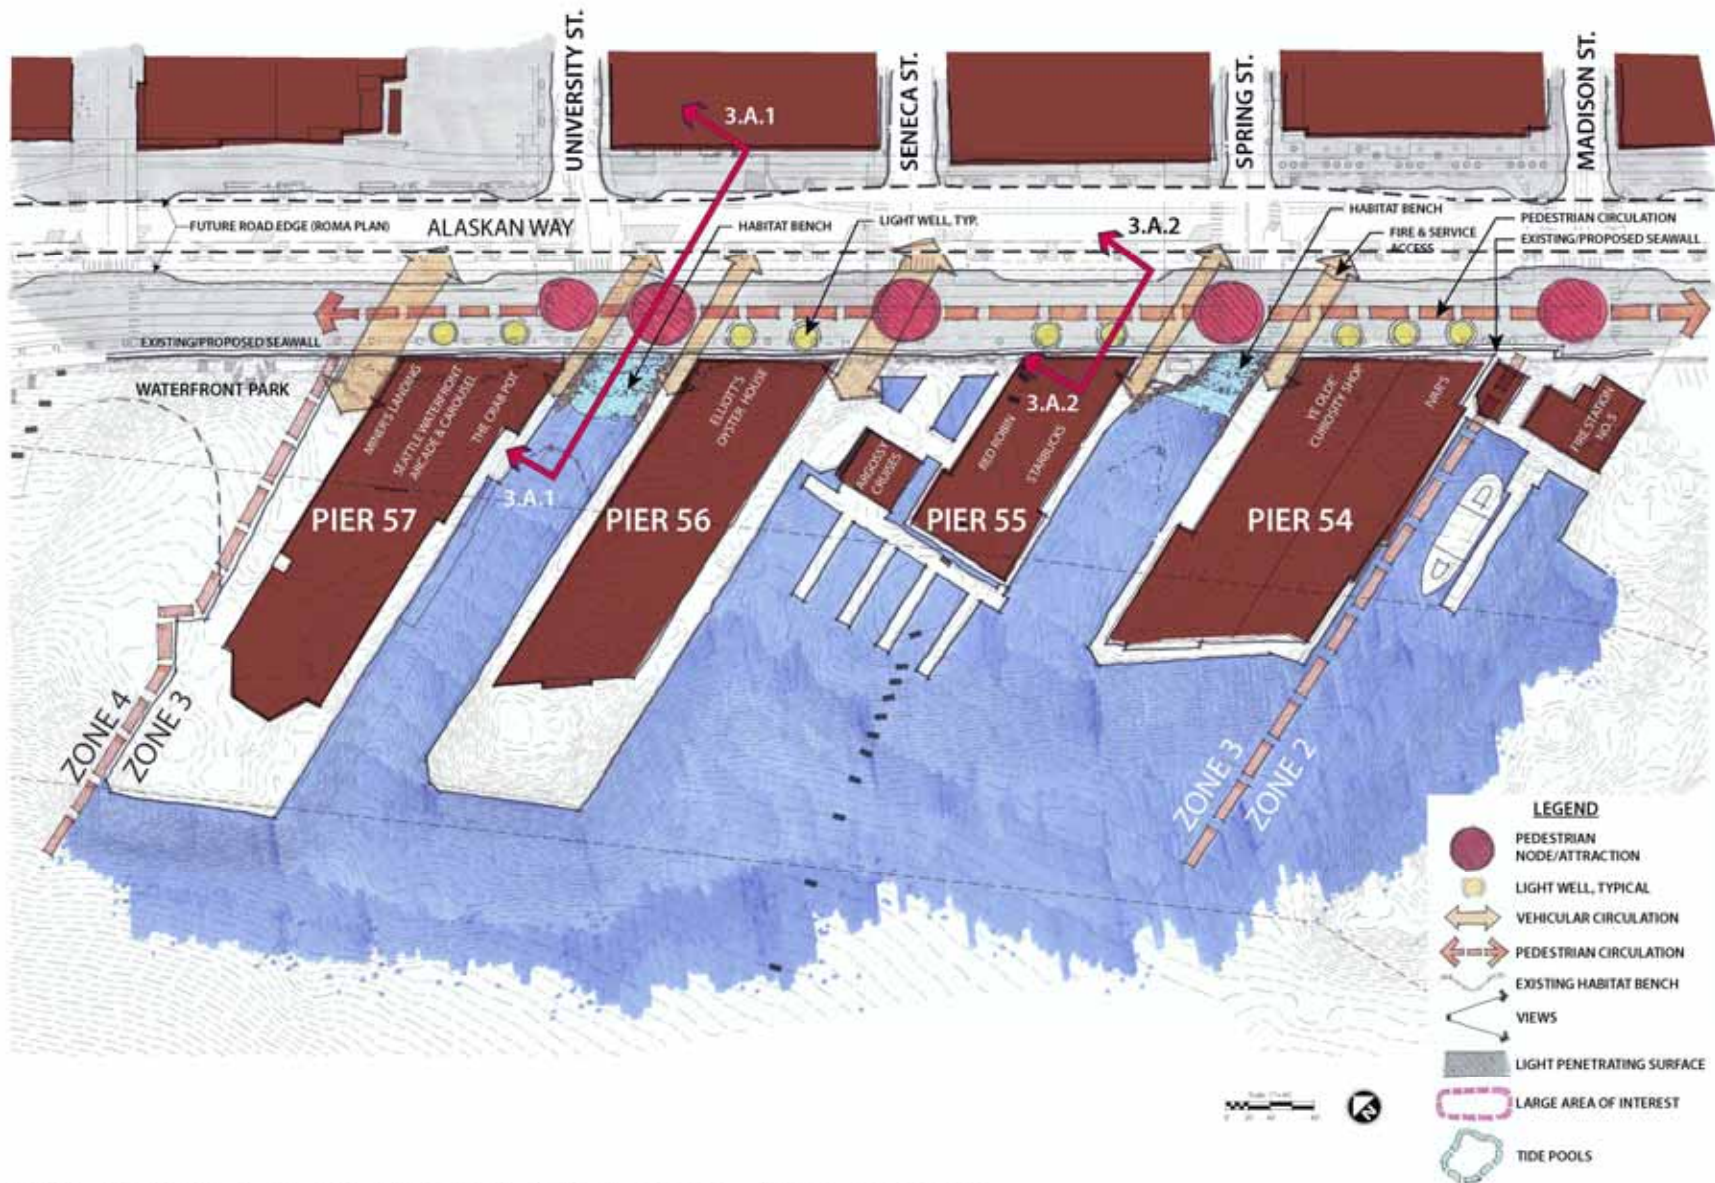 UNIVERSITY ST.
SENECA ST.
SPRING ST.
MADISON ST.
3.A.1
FUTURE ROAD EDGE (ROMA PLAN)
ALASKAN WAY
HABITAT BENCH
LIGHT WELL, TYP.
3.A.2
HABITAT BENCH
FIRE & SERVICE
ACCESS
PEDESTRIAN CIRCULATION
EXISTING/PROPOSED SEAWALL
EXISTING/PROPOSED SEAWALL
WATERFRONT PARK
MINER'S LANDING
SEATTLE WATERFRONT
ARCADE & CAROUSEL
THE CRAB POT
ELLIOTT'S
OYSTER HOUSE
3.A.1
ARGOSSY
CRUISES
RED ROBIN
STARBUCKS
3.A.2
YE OLDE
CURIOSITY SHOP
IVAR'S
FIRE STATION
NO. 5
PIER 57
PIER 56
PIER 55
PIER 54
ZONE 4
ZONE 3
ZONE 3
ZONE 2
LEGEND
PEDESTRIAN
NODE/ATTRACTION
LIGHT WELL, TYPICAL
VEHICULAR CIRCULATION
PEDESTRIAN CIRCULATION
EXISTING HABITAT BENCH
VIEWS
LIGHT PENETRATING SURFACE
LARGE AREA OF INTEREST
TIDE POOLS
N